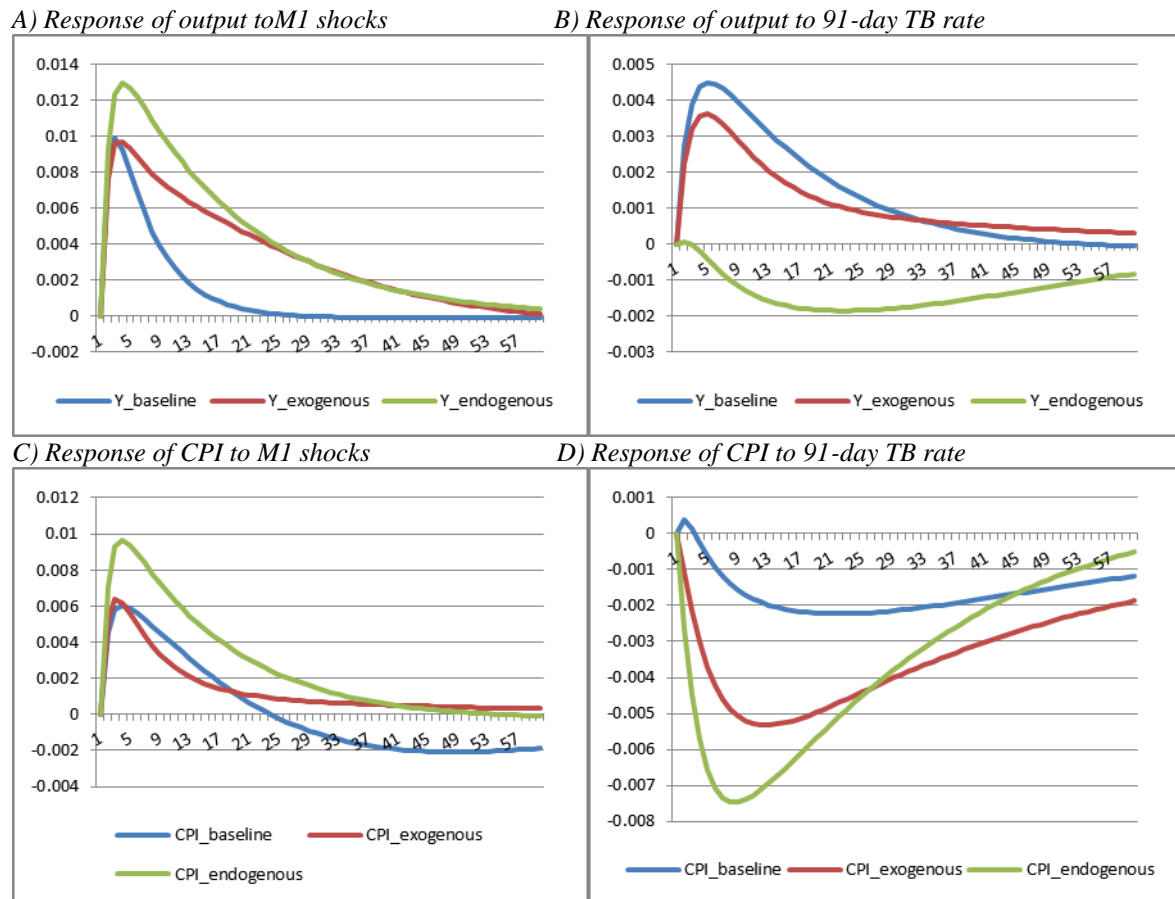 A) Response of output toM1 shocks
B) Response of output to 91-day TB rate
0.014
0.012
0.01
0.008
0.006
0.004
0.002
0
-0.002
1 5 9 13 17 21 25 29 33 37 41 45 49 53 57
Y_baseline Y_exogenous Y_endogenous
0.005
0.004
0.003
0.002
0.001
0
-0.001
-0.002
-0.003
1 5 9 13 17 21 25 29 33 37 41 45 49 53 57
Y_baseline Y_exogenous Y_endogenous
C) Response of CPI to M1 shocks
D) Response of CPI to 91-day TB rate
0.012
0.01
0.008
0.006
0.004
0.002
0
-0.002
-0.004
1 5 9 13 17 21 25 29 33 37 41 45 49 53 57
CPI_baseline CPI_exogenous
CPI_endogenous
0.001
0
-0.001
-0.002
-0.003
-0.004
-0.005
-0.006
-0.007
-0.008
1 5 9 13 17 21 25 29 33 37 41 45 49 53 57
CPI_baseline CPI_exogenous CPI_endogenous